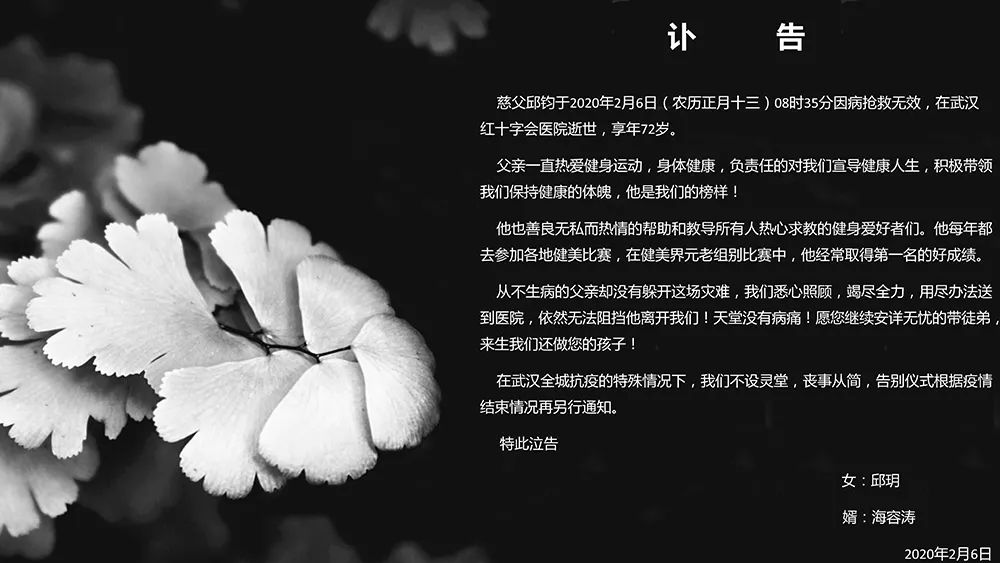 讣 告
慈父邱钧于2020年2月6日（农历正月十三）08时35分因病抢救无效，在武汉
红十字会医院逝世，享年72岁。
父亲一直热爱健身运动，身体健康，负责任的对我们宣导健康人生，积极带领
我们保持健康的体魄，他是我们的榜样！
他也善良无私而热情的帮助和教导所有人热心求教的健身爱好者们。他每年都
去参加各地健美比赛，在健美界元老组别比赛中，他经常取得第一名的好成绩。
从不生病的父亲却没有躲开这场灾难，我们悉心照顾，竭尽全力，用尽办法送
到医院，依然无法阻挡他离开我们！天堂没有病痛！愿您继续安详无忧的带徒弟，
来生我们还做您的孩子！
在武汉全城抗疫的特殊情况下，我们不设灵堂，丧事从简，告别仪式根据疫情
结束情况再另行通知。
特此泣告
女：邱玥
婿：海容涛
2020年2月6日